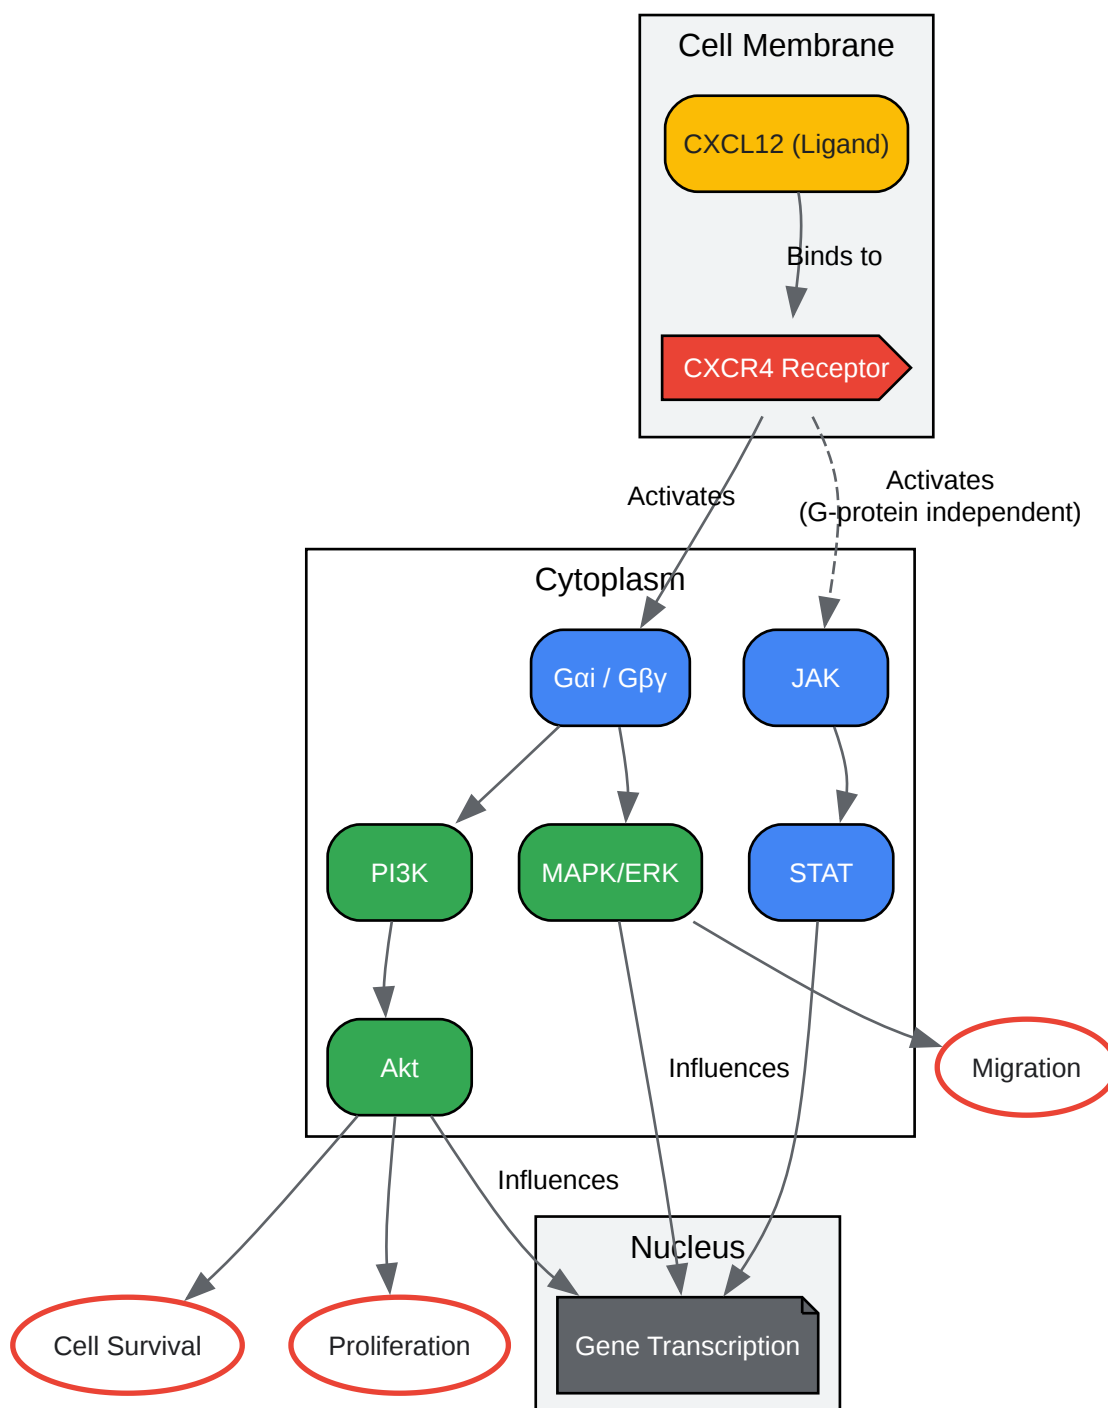 Cell Membrane
CXCL12 (Ligand)
Binds to
CXCR4 Receptor
Activates
Activates
(G-protein independent)
Cytoplasm
Gαi / Gβγ
JAK
PI3K
MAPK/ERK
STAT
Akt
Influences
Migration
Influences
Nucleus
Cell Survival
Proliferation
Gene Transcription